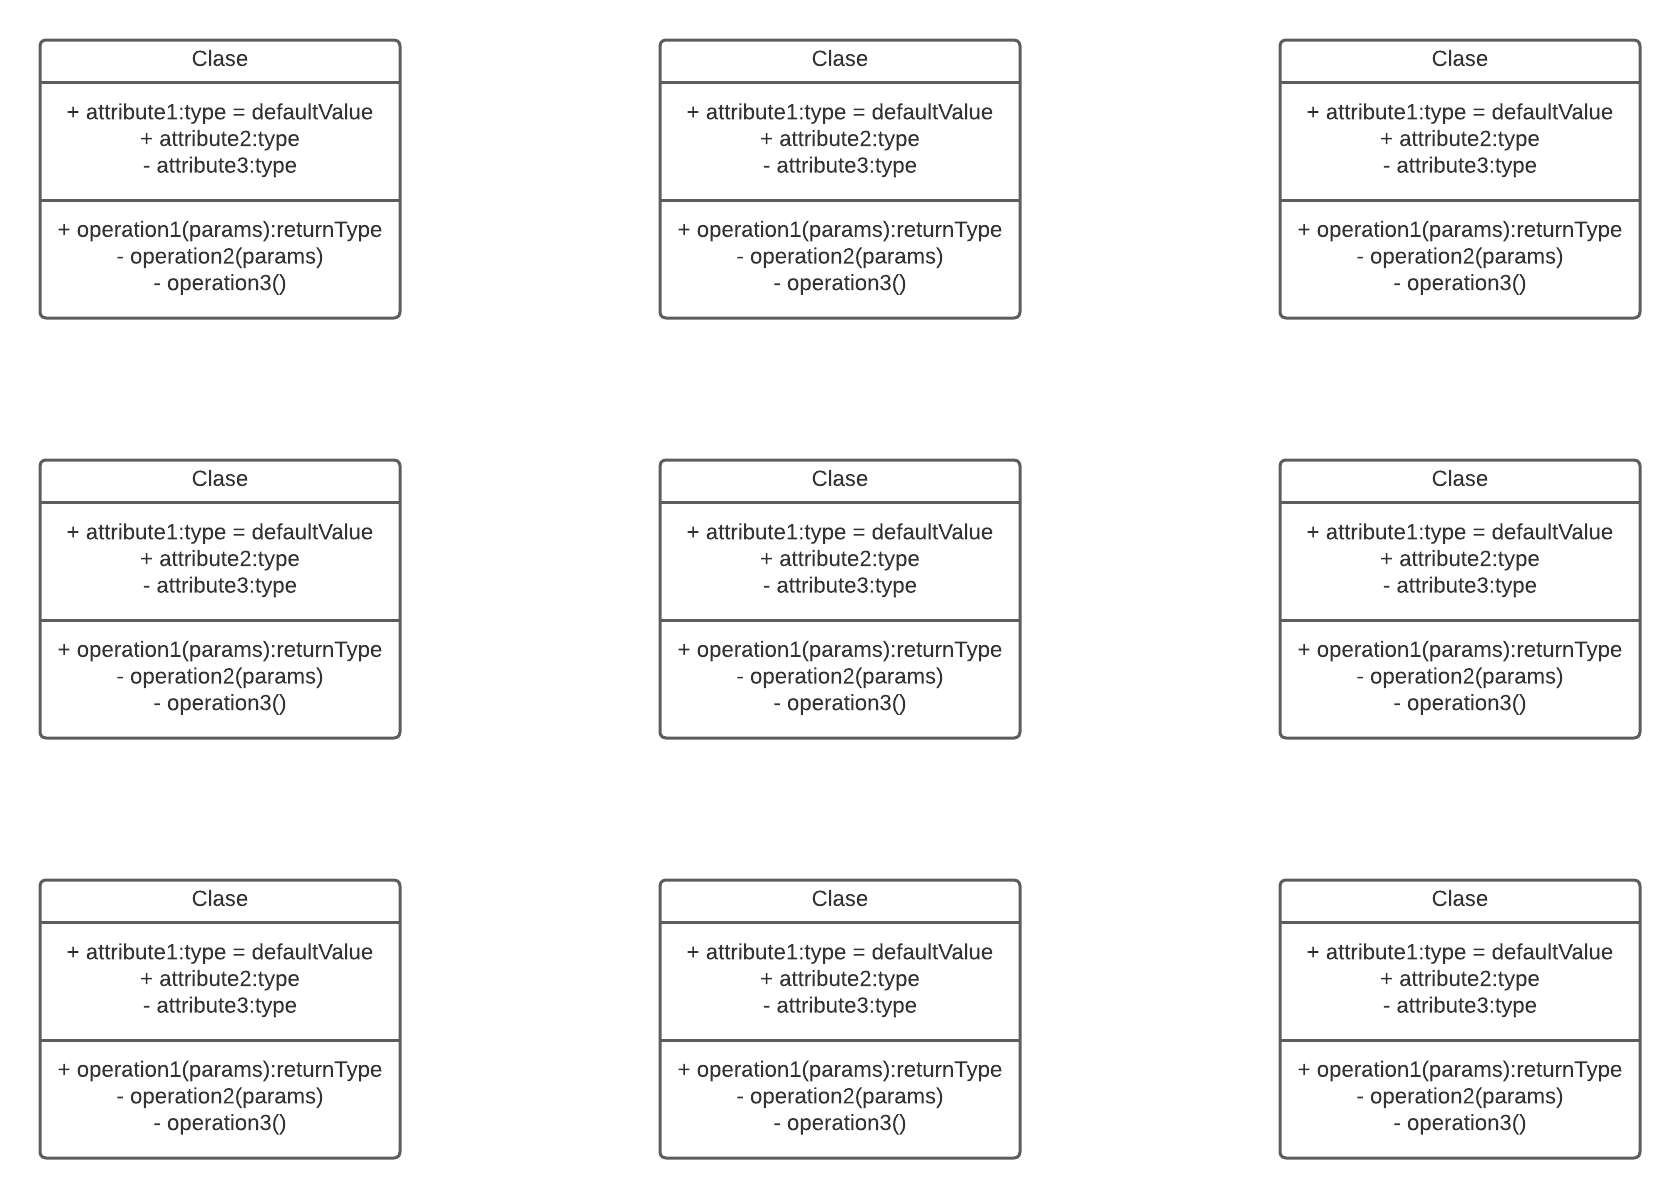 Clase
+ attribute1:type = defaultValue
+ attribute2:type
- attribute3:type
+ operation1(params):returnType
- operation2(params)
- operation3()
Clase
+ attribute1:type = defaultValue
+ attribute2:type
- attribute3:type
+ operation1(params):returnType
- operation2(params)
- operation3()
Clase
+ attribute1:type = defaultValue
+ attribute2:type
- attribute3:type
+ operation1(params):returnType
- operation2(params)
- operation3()
Clase
+ attribute1:type = defaultValue
+ attribute2:type
- attribute3:type
+ operation1(params):returnType
- operation2(params)
- operation3()
Clase
+ attribute1:type = defaultValue
+ attribute2:type
- attribute3:type
+ operation1(params):returnType
- operation2(params)
- operation3()
Clase
+ attribute1:type = defaultValue
+ attribute2:type
- attribute3:type
+ operation1(params):returnType
- operation2(params)
- operation3()
Clase
+ attribute1:type = defaultValue
+ attribute2:type
- attribute3:type
+ operation1(params):returnType
- operation2(params)
- operation3()
Clase
+ attribute1:type = defaultValue
+ attribute2:type
- attribute3:type
+ operation1(params):returnType
- operation2(params)
- operation3()
Clase
+ attribute1:type = defaultValue
+ attribute2:type
- attribute3:type
+ operation1(params):returnType
- operation2(params)
- operation3()